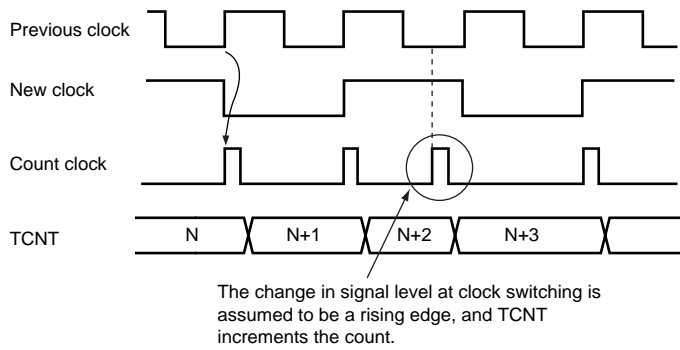 Previous clock
New clock
Count clock
TCNT
N
N+1
N+2
N+3
The change in signal level at clock switching is
assumed to be a rising edge, and TCNT
increments the count.